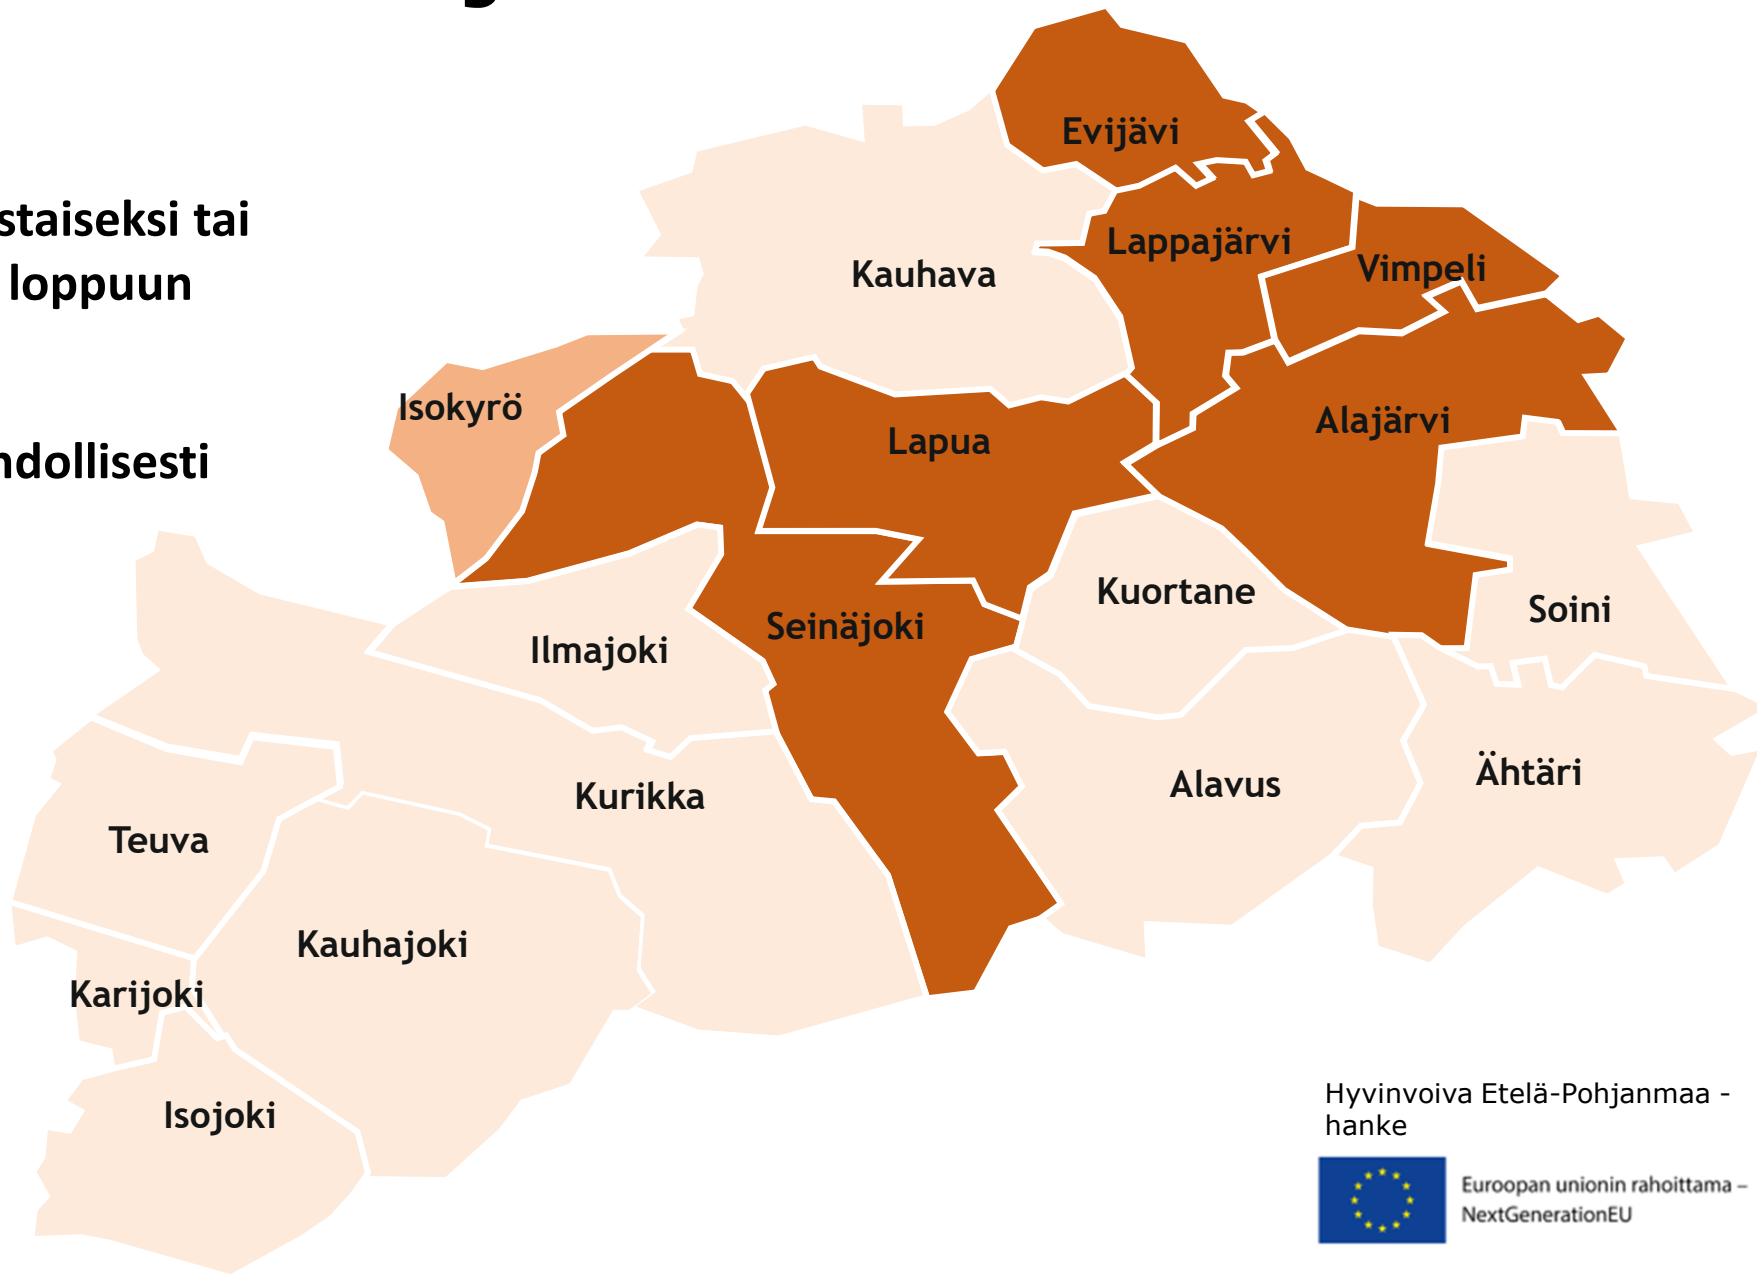 staiseksi tai
loppuun
ndollisesti
Evijävi
Lappajärvi
Vimpeli
Kauhava
Isokyrö
Lapua
Alajärvi
Kuortane
Soini
Seinäjoki
Ilmajoki
Ähtäri
Alavus
Kurikka
Teuva
Kauhajoki
Karijoki
Isojoki
Hyvinvoiva Etelä-Pohjanmaa -
hanke
Euroopan unionin rahoittama –
NextGenerationEU